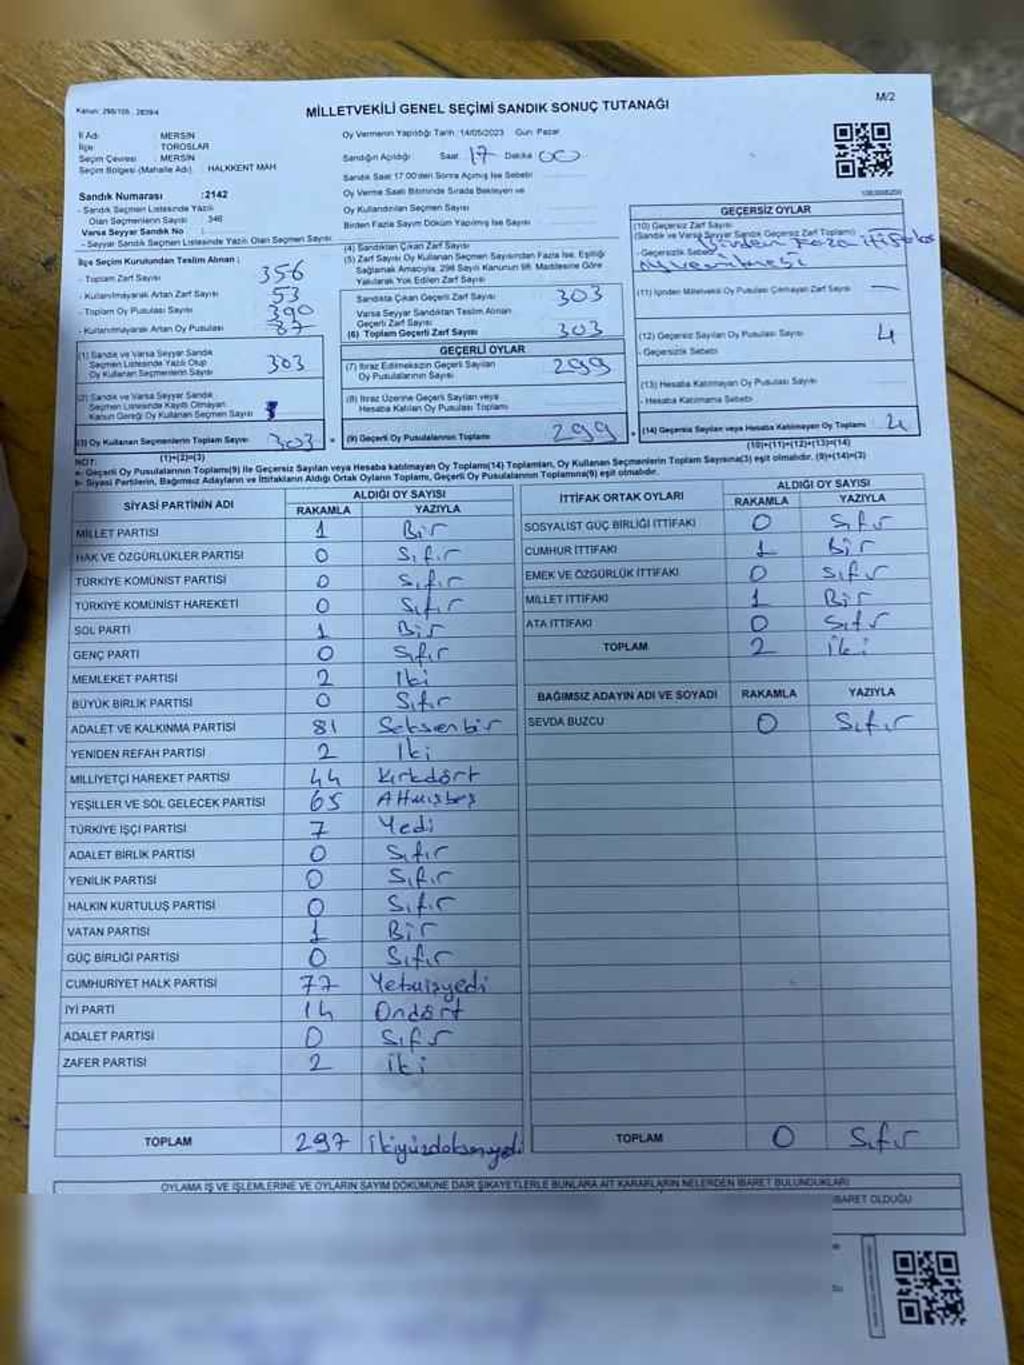 Kanun: 298/105, 2839/4
MİLLETVEKİLİ GENEL SEÇİMİ SANDIK SONUÇ TUTANAĞI
M/2
İl Adı : MERSİN
İlçe : TOROSLAR
Seçim Çevresi : MERSİN
Seçim Bölgesi (Mahalle Adı) : HALKKENT MAH
Sandık Numarası : 2142
- Sandık Seçmen Listesinde Yazılı
Olan Seçmenlerin Sayısı : 346
Varsa Seyyar Sandık No :
- Seyyar Sandık Seçmen Listesinde Yazılı Olan Seçmen Sayısı :
Oy Vermenin Yapıldığı Tarih :14/05/2023 Gün: Pazar
Sandığın Açıldığı Saat 17 Dakika 00
Sandık Saat 17:00'den Sonra Açılmış İse Sebebi
Oy Verme Saati Bitiminde Sırada Bekleyen ve
Oy Kullandırılan Seçmen Sayısı
Birden Fazla Sayım Döküm Yapılmış İse Sayısı
İlçe Seçim Kurulundan Teslim Alınan ;
- Toplam Zarf Sayısı 356
- Kullanılmayarak Artan Zarf Sayısı 53
- Toplam Oy Pusulası Sayısı 390
- Kullanılmayarak Artan Oy Pusulası 87
(1) Sandık ve Varsa Seyyar Sandık
Seçmen Listesinde Yazılı Olup
Oy Kullanan Seçmenlerin Sayısı 303
(2) Sandık ve Varsa Seyyar Sandık
Seçmen Listesinde Kayıtlı Olmayan
Kanun Gereği Oy Kullanan Seçmen Sayısı
(3) Oy Kullanan Seçmenlerin Toplam Sayısı 303
(1)+(2)=(3)
(4) Sandıktan Çıkan Zarf Sayısı
(5) Zarf Sayısı Oy Kullanan Seçmen Sayısından Fazla İse, Eşitliği
Sağlamak Amacıyla, 298 Sayılı Kanunun 98. Maddesine Göre
Yakılarak Yok Edilen Zarf Sayısı
Sandıkta Çıkan Geçerli Zarf Sayısı 303
Varsa Seyyar Sandıktan Teslim Alınan
Geçerli Zarf Sayısı
(6) Toplam Geçerli Zarf Sayısı 303
GEÇERLİ OYLAR
(7) İtiraz Edilmeksizin Geçerli Sayılan
Oy Pusulalarının Sayısı 299
(8) İtiraz Üzerine Geçerli Sayılan veya
Hesaba Katılan Oy Pusulası Toplamı
= (9) Geçerli Oy Pusulalarının Toplamı 299
GEÇERSİZ OYLAR
(10) Geçersiz Zarf Sayısı
(Sandık ve Varsa Seyyar Sandık Geçersiz Zarf Toplamı)
-Geçersizlik Sebebi Birden Fazla ittifaka
oy verilmesi
(11) İçinden Milletvekili Oy Pusulası Çıkmayan Zarf Sayısı —
(12) Geçersiz Sayılan Oy Pusulası Sayısı 4
- Geçersizlik Sebebi
(13) Hesaba Katılmayan Oy Pusulası Sayısı
- Hesaba Katılmama Sebebi
+ (14) Geçersiz Sayılan veya Hesaba Katılmayan Oy Toplamı 4
(10)+(11)+(12)+(13)=(14)
NOT:
a- Geçerli Oy Pusulalarının Toplamı(9) İle Geçersiz Sayılan veya Hesaba katılmayan Oy Toplamı(14) Toplamları, Oy Kullanan Seçmenlerin Toplam Sayısına(3) eşit olmalıdır. (9)+(14)=(3)
b- Siyasi Partilerin, Bağımsız Adayların ve İttifakların Aldığı Ortak Oyların Toplamı, Geçerli Oy Pusulalarının Toplamına(9) eşit olmalıdır.
SİYASİ PARTİNİN ADI ALDIĞI OY SAYISI
RAKAMLA YAZIYLA
MİLLET PARTİSİ 1 Bir
HAK VE ÖZGÜRLÜKLER PARTİSİ 0 Sıfır
TÜRKİYE KOMÜNİST PARTİSİ 0 Sıfır
TÜRKİYE KOMÜNİST HAREKETİ 0 Sıfır
SOL PARTİ 1 Bir
GENÇ PARTİ 0 Sıfır
MEMLEKET PARTİSİ 2 İki
BÜYÜK BİRLİK PARTİSİ 0 Sıfır
ADALET VE KALKINMA PARTİSİ 81 Seksenbir
YENİDEN REFAH PARTİSİ 2 İki
MİLLİYETÇİ HAREKET PARTİSİ 44 Kırkdört
YEŞİLLER VE SOL GELECEK PARTİSİ 65 Altmışbeş
TÜRKİYE İŞÇİ PARTİSİ 7 Yedi
ADALET BİRLİK PARTİSİ 0 Sıfır
YENİLİK PARTİSİ 0 Sıfır
HALKIN KURTULUŞ PARTİSİ 0 Sıfır
VATAN PARTİSİ 1 Bir
GÜÇ BİRLİĞİ PARTİSİ 0 Sıfır
CUMHURİYET HALK PARTİSİ 77 Yetmişyedi
İYİ PARTİ 14 Ondört
ADALET PARTİSİ 0 Sıfır
ZAFER PARTİSİ 2 İki
TOPLAM 297 İkiyüzdoksanyedi
İTTİFAK ORTAK OYLARI ALDIĞI OY SAYISI
RAKAMLA YAZIYLA
SOSYALİST GÜÇ BİRLİĞİ İTTİFAKI 0 Sıfır
CUMHUR İTTİFAKI 1 Bir
EMEK VE ÖZGÜRLÜK İTTİFAKI 0 Sıfır
MİLLET İTTİFAKI 1 Bir
ATA İTTİFAKI 0 Sıfır
TOPLAM 2 İki
BAĞIMSIZ ADAYIN ADI VE SOYADI RAKAMLA YAZIYLA
SEVDA BUZCU 0 Sıfır
TOPLAM 0 Sıfır
OYLAMA İŞ VE İŞLEMLERİNE VE OYLARIN SAYIM DÖKÜMÜNE DAİR ŞİKAYETLERLE BUNLARA AİT KARARLARIN NELERDEN İBARET BULUNDUKLARI
İBARET OLDUĞU